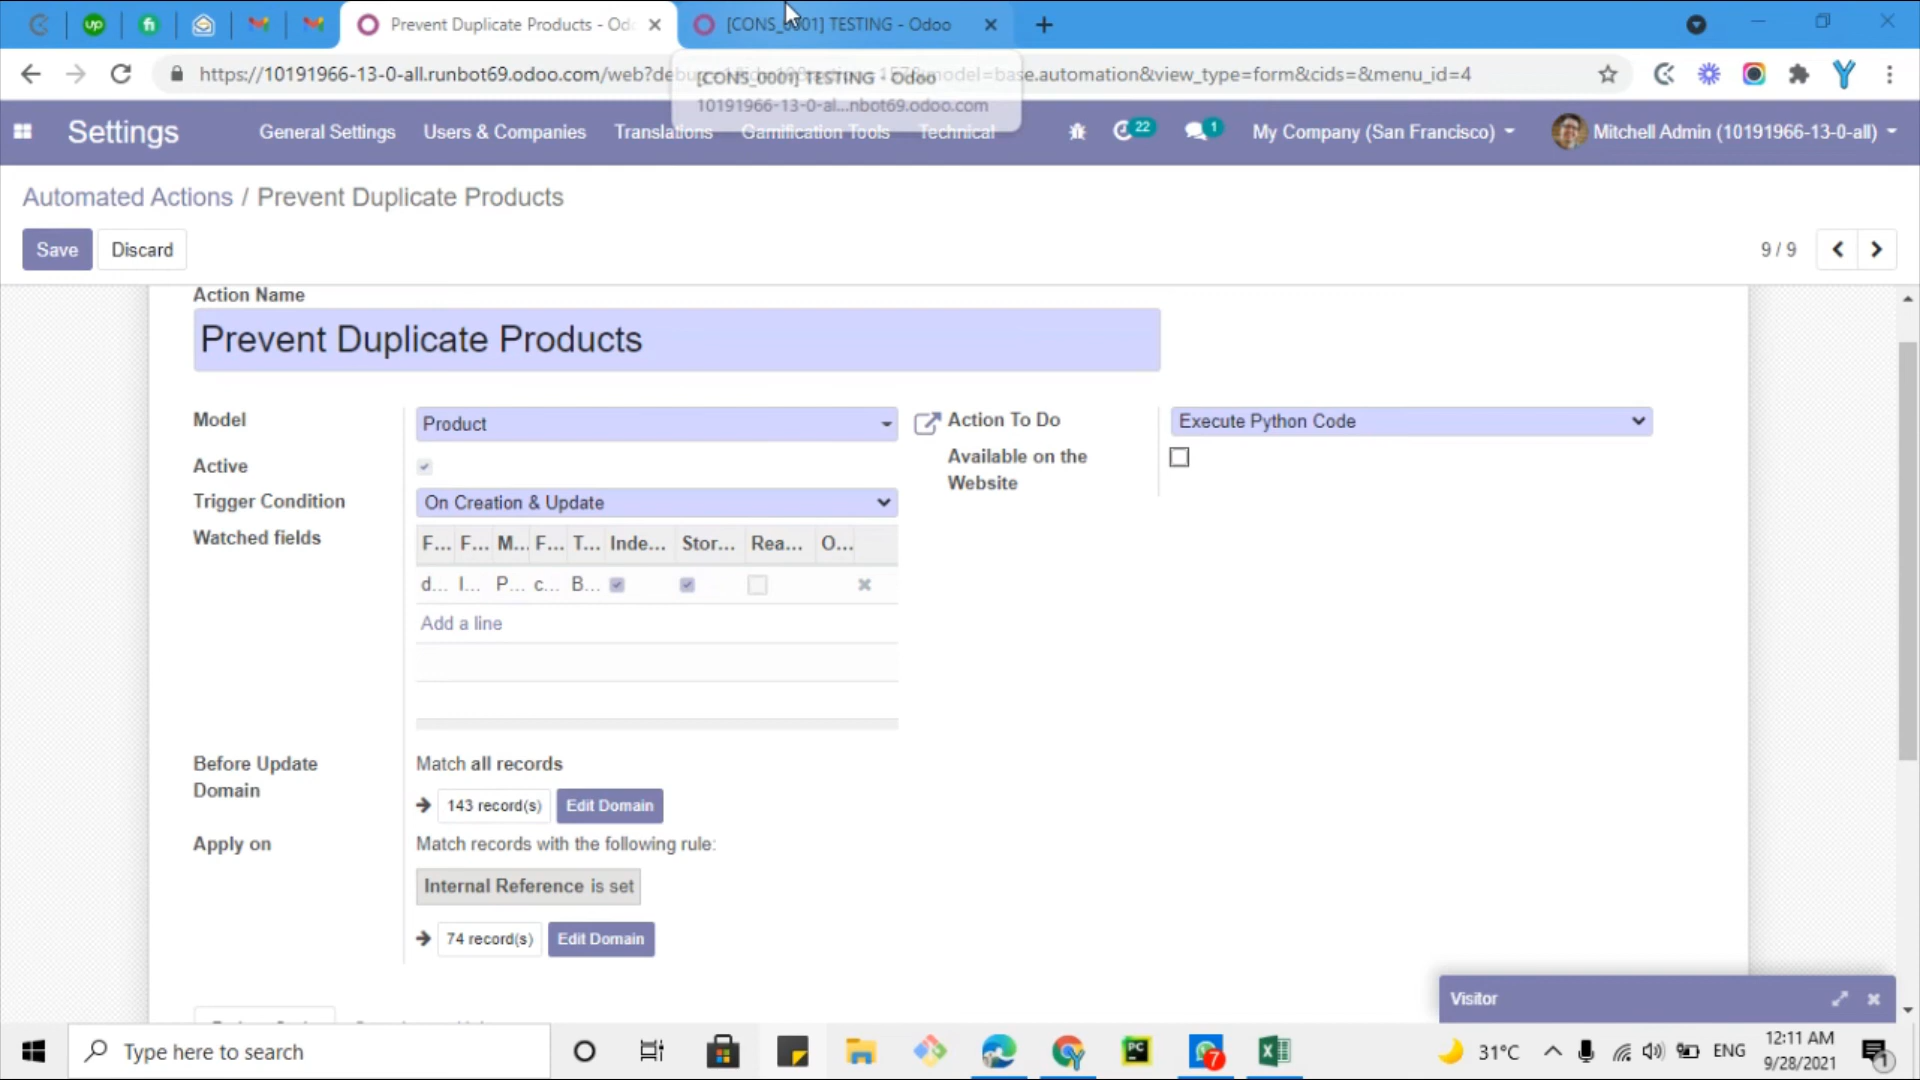 Prevent Duplicate Products - Od
[CONS_0001] TESTING - Odoo
https://10191966-13-0-all.runbot69.odoo.com/web?debug
model=base.automation&view_type=form&cids=&menu_id=4
[CONS_0001] TESTING - Odoo
10191966-13-0-al...nbot69.odoo.com
Settings
General Settings
Users & Companies
Translations
Gamification Tools
Technical
22
1
My Company (San Francisco)
Mitchell Admin (10191966-13-0-all)
Automated Actions / Prevent Duplicate Products
Save
Discard
9 / 9
Action Name
Prevent Duplicate Products
Model
Product
Action To Do
Execute Python Code
Active
Available on the
Website
Trigger Condition
On Creation & Update
Watched fields
F... F... M... F... T... Inde... Stor... Rea... O...
d... I... P... c... B...
Add a line
Before Update
Domain
Match all records
143 record(s)
Edit Domain
Apply on
Match records with the following rule:
Internal Reference is set
74 record(s)
Edit Domain
Visitor
Type here to search
7
31°C
ENG
12:11 AM
9/28/2021
1